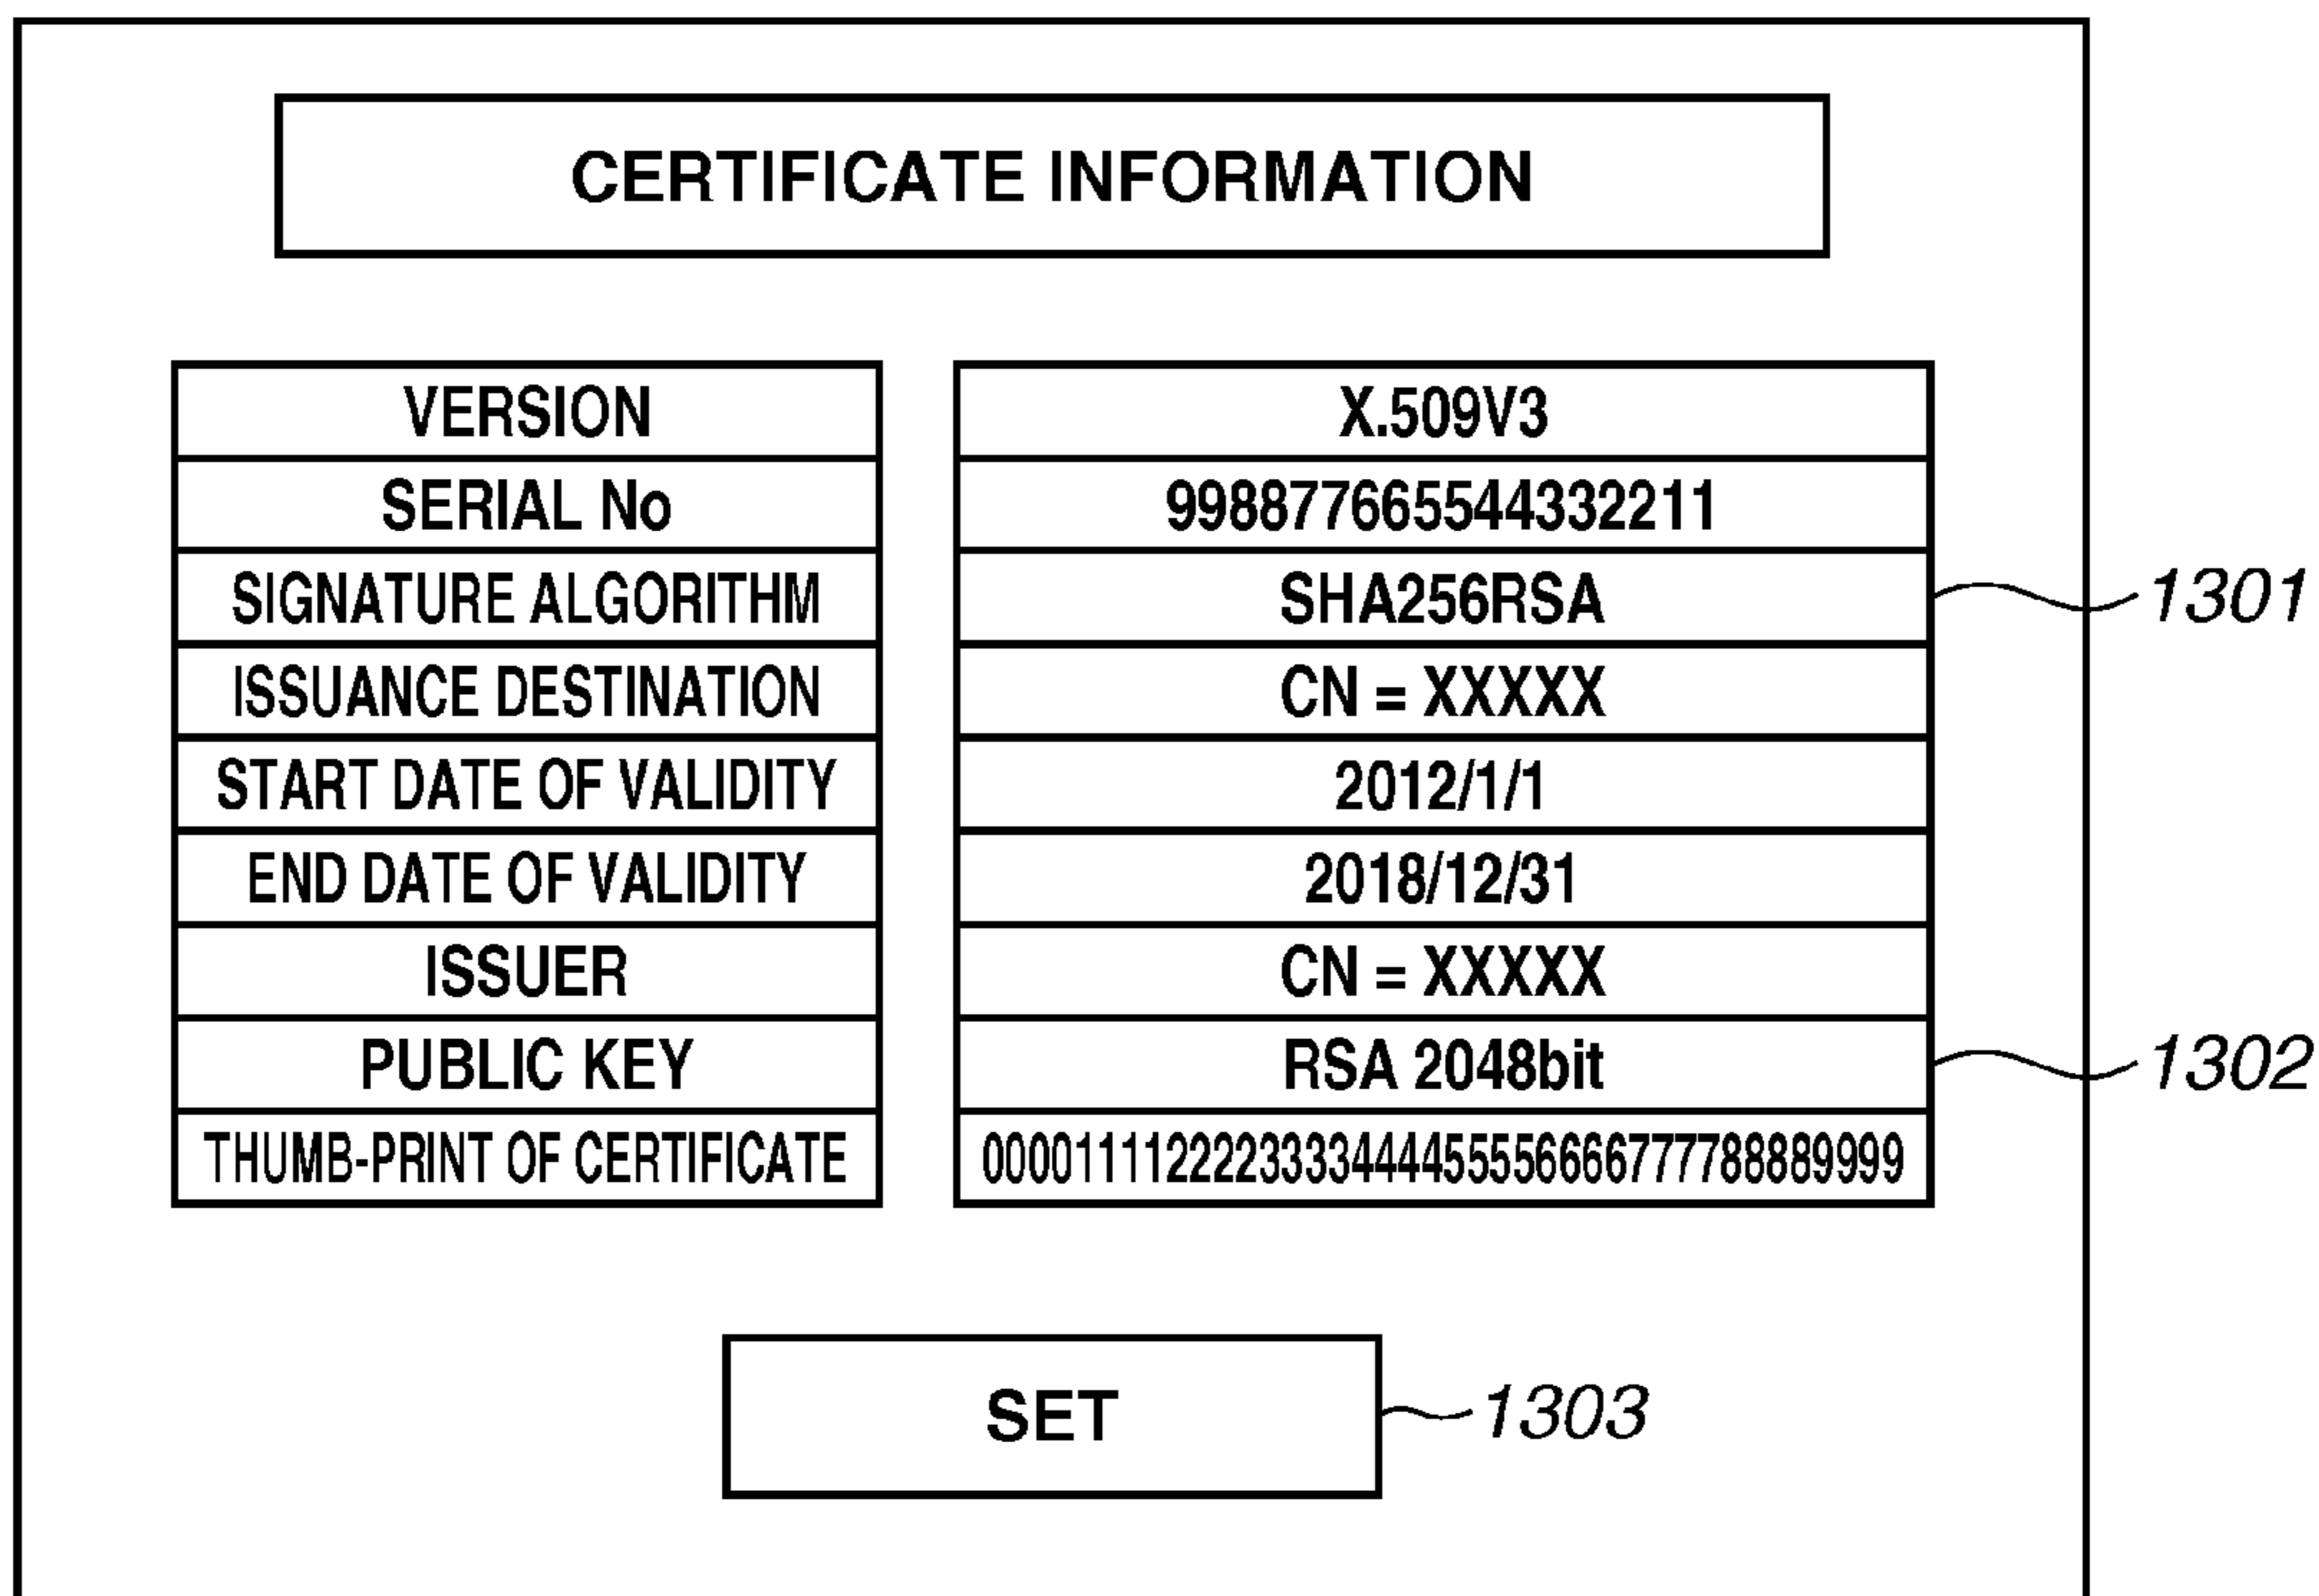 CERTIFICATE INFORMATION
VERSION X.509V3
SERIAL No 998877665544332211
SIGNATURE ALGORITHM SHA256RSA 1301
ISSUANCE DESTINATION CN = XXXXX
START DATE OF VALIDITY 2012/1/1
END DATE OF VALIDITY 2018/12/31
ISSUER CN = XXXXX
PUBLIC KEY RSA 2048bit 1302
THUMB-PRINT OF CERTIFICATE 0000111122223333444455556666777788889999
SET 1303